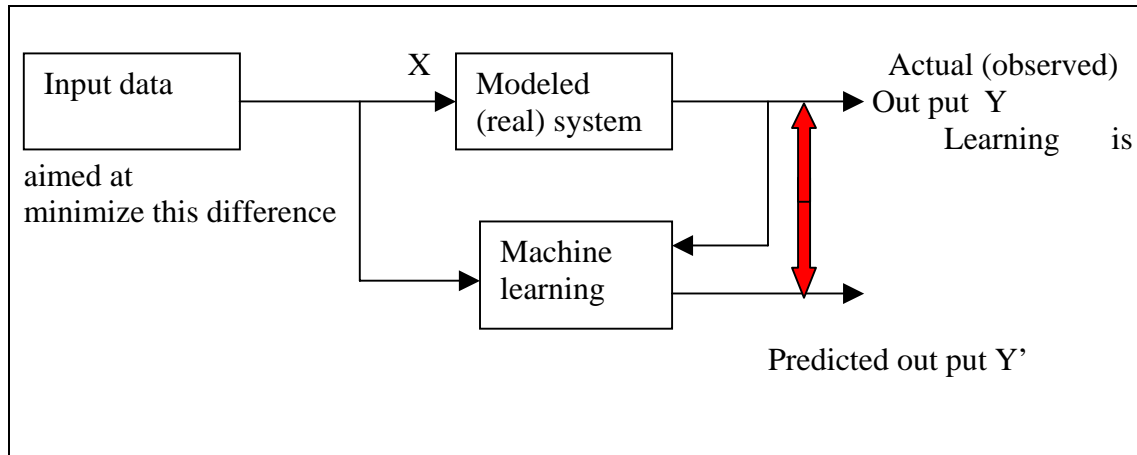 Input data
X
Modeled
(real) system
Actual (observed)
Out put Y
Learning is
aimed at
minimize this difference
Machine
learning
Predicted out put Y’